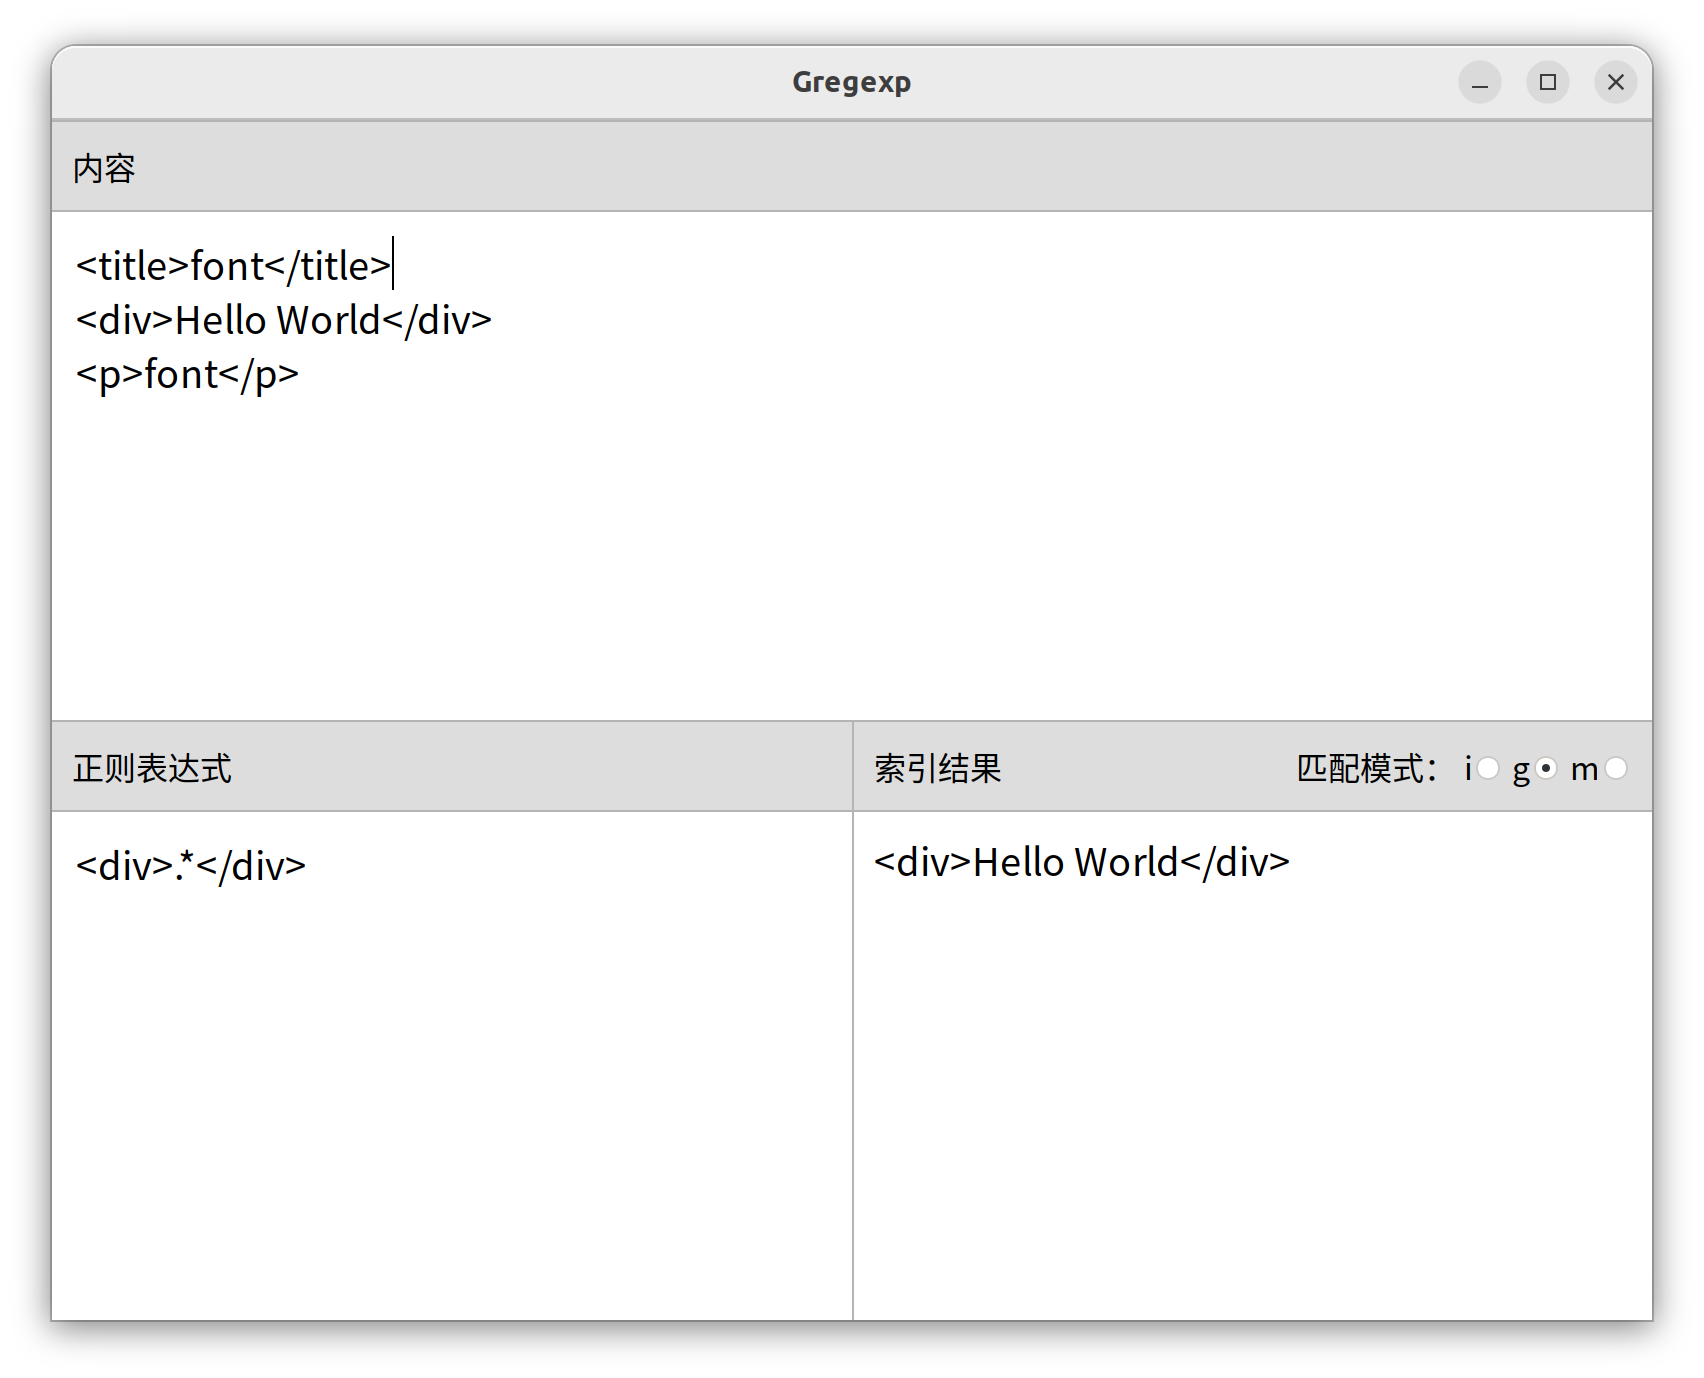 Gregexp
内容
<title>font</title>
<div>Hello World</div>
<p>font</p>
正则表达式
索引结果 匹配模式： i g m
<div>.*</div>
<div>Hello World</div>